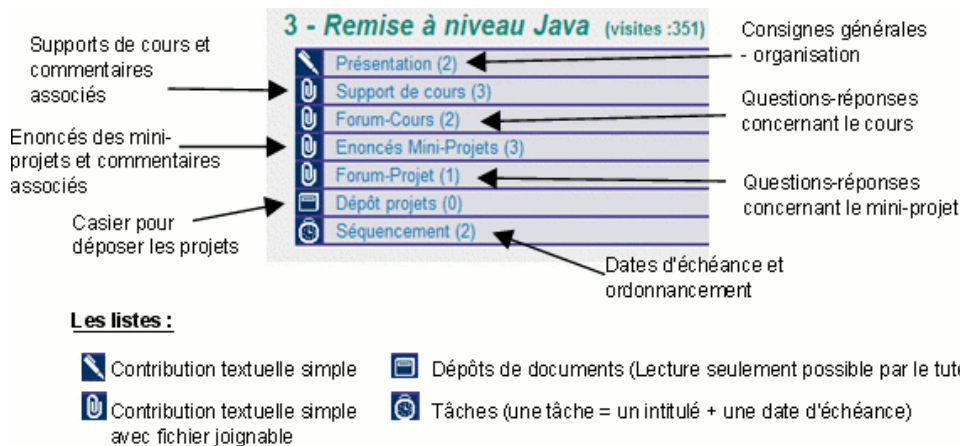 3 - Remise à niveau Java (visites :351)
Supports de cours et
commentaires
associés
Enoncés des mini-
projets et commentaires
associés
Casier pour
déposer les projets
Présentation (2)
Support de cours (3)
Forum-Cours (2)
Enoncés Mini-Projets (3)
Forum-Projet (1)
Dépôt projets (0)
Séquencement (2)
Consignes générales
- organisation
Questions-réponses
concernant le cours
Questions-réponses
concernant le mini-projet
Dates d'échéance et
ordonnancement
Les listes :
Contribution textuelle simple
Contribution textuelle simple
avec fichier joignable
Dépôts de documents (Lecture seulement possible par le tute
Tâches (une tâche = un intitulé + une date d'échéance)